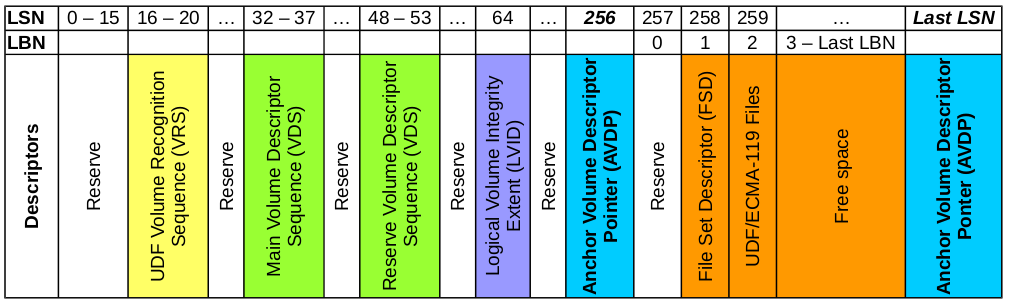 LSN 0 – 15 16 – 20 ... 32 – 37 ... 48 – 53 ... 64 ... 256 257 258 259 ... Last LSN
LBN 0 1 2 3 – Last LBN
Descriptors
Reserve
UDF Volume Recognition
Sequence (VRS)
Reserve
Main Volume Descriptor
Sequence (VDS)
Reserve
Reserve Volume Descriptor
Sequence (VDS)
Reserve
Logical Volume Integrity
Extent (LVID)
Reserve
Anchor Volume Descriptor
Pointer (AVDP)
Reserve
File Set Descriptor (FSD)
UDF/ECMA-119 Files
Free space
Anchor Volume Descriptor
Ponter (AVDP)